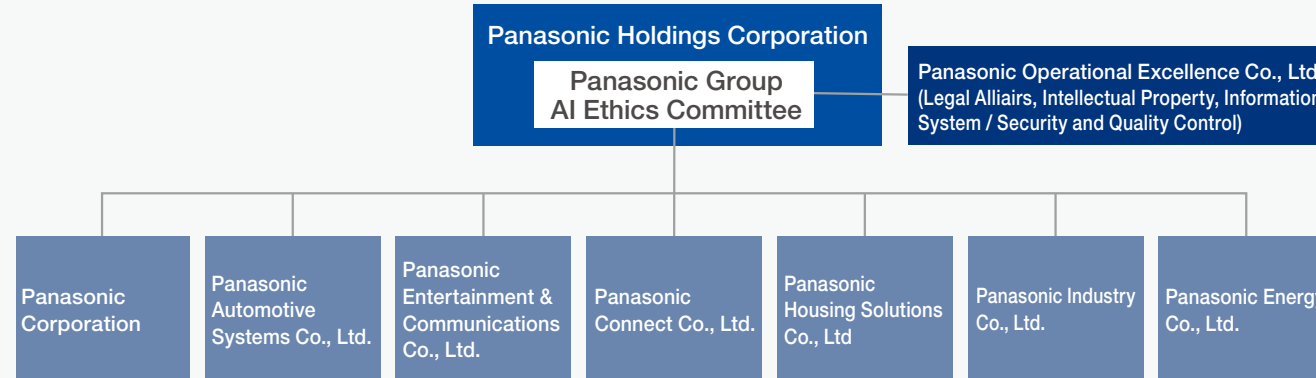 Panasonic Holdings Corporation
Panasonic Group
AI Ethics Committee
Panasonic Operational Excellence Co., Ltd
(Legal Alliairs, Intellectual Property, Information
System / Security and Quality Control)
Panasonic
Corporation
Panasonic
Automotive
Systems Co., Ltd.
Panasonic
Entertainment &
Communications
Co., Ltd.
Panasonic
Connect Co., Ltd.
Panasonic
Housing Solutions
Co., Ltd
Panasonic Industry
Co., Ltd.
Panasonic Energy
Co., Ltd.